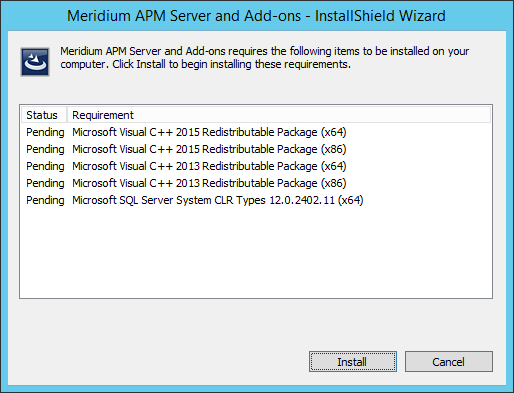 Meridium APM Server and Add-ons - InstallShield Wizard
Meridium APM Server and Add-ons requires the following items to be installed on your
computer. Click Install to begin installing these requirements.
Status Requirement
Pending Microsoft Visual C++ 2015 Redistributable Package (x64)
Pending Microsoft Visual C++ 2015 Redistributable Package (x86)
Pending Microsoft Visual C++ 2013 Redistributable Package (x64)
Pending Microsoft Visual C++ 2013 Redistributable Package (x86)
Pending Microsoft SQL Server System CLR Types 12.0.2402.11 (x64)
Install Cancel